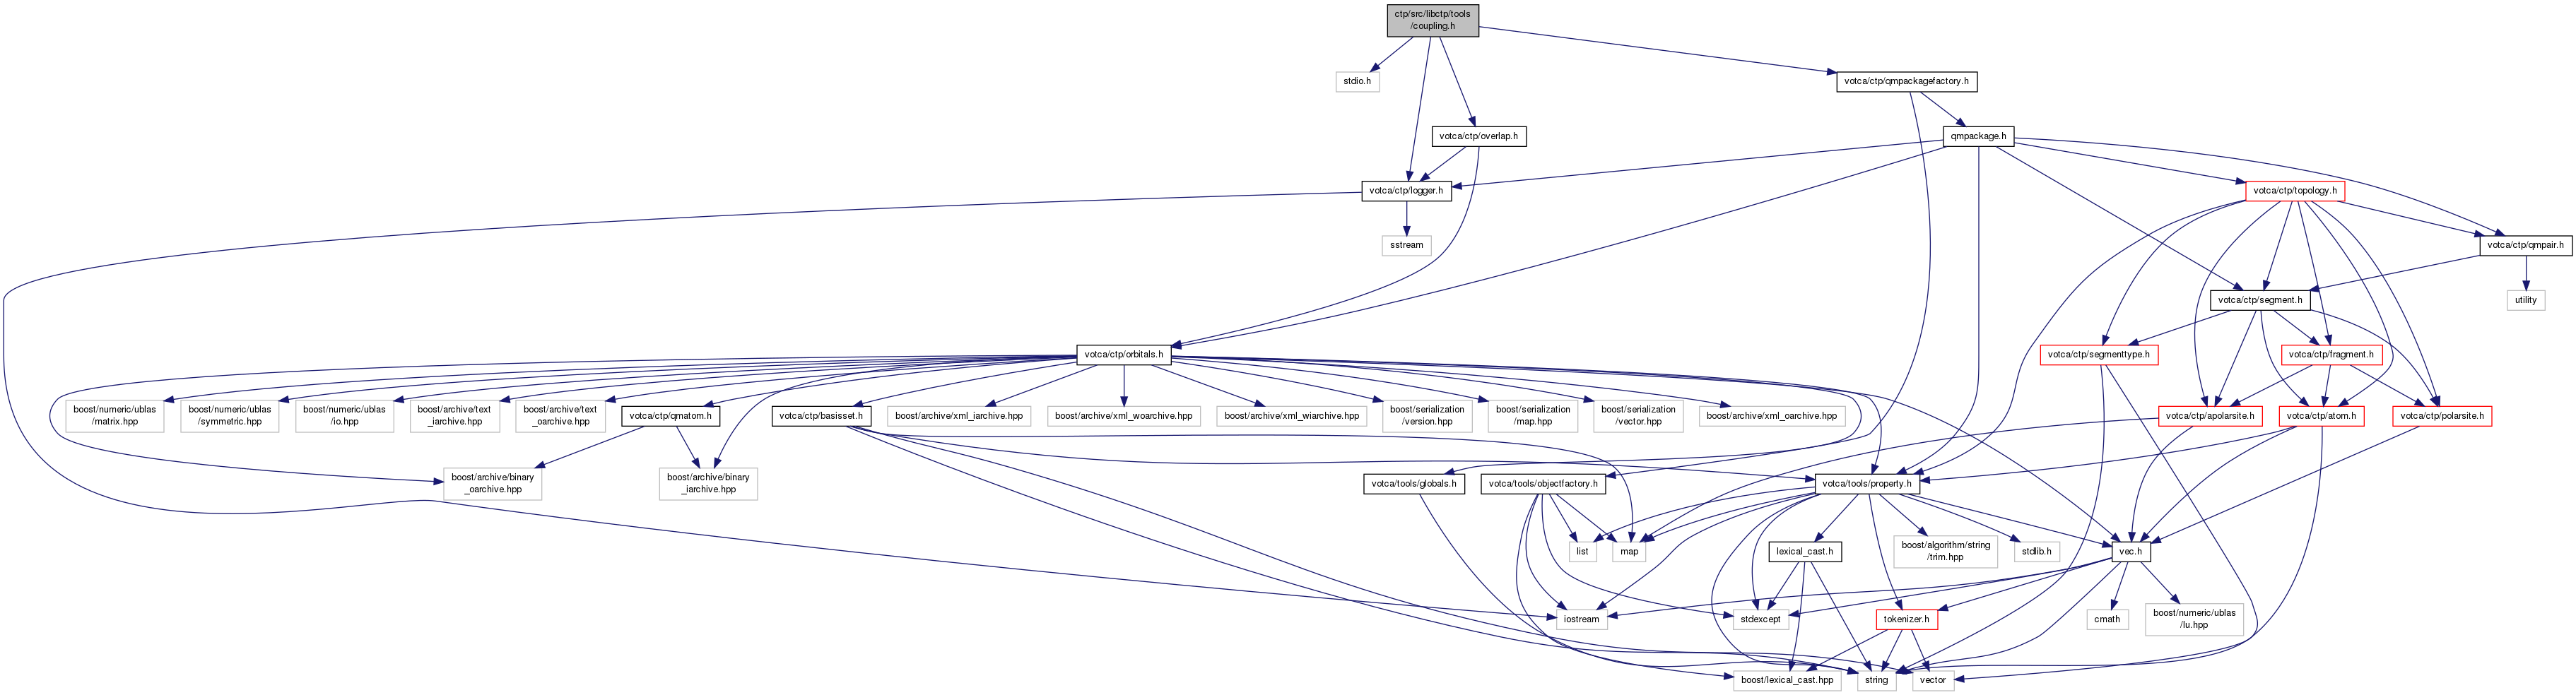 ctp/src/libctp/tools
/coupling.h
stdio.h
votca/ctp/qmpackagefactory.h
votca/ctp/overlap.h
qmpackage.h
votca/ctp/logger.h
votca/ctp/topology.h
sstream
votca/ctp/qmpair.h
votca/ctp/segment.h
utility
votca/ctp/orbitals.h
votca/ctp/segmenttype.h
votca/ctp/fragment.h
boost/numeric/ublas
/matrix.hpp
boost/numeric/ublas
/symmetric.hpp
boost/numeric/ublas
/io.hpp
boost/archive/text
_iarchive.hpp
boost/archive/text
_oarchive.hpp
votca/ctp/qmatom.h
votca/ctp/basisset.h
boost/archive/xml_iarchive.hpp
boost/archive/xml_woarchive.hpp
boost/archive/xml_wiarchive.hpp
boost/serialization
/version.hpp
boost/serialization
/map.hpp
boost/serialization
/vector.hpp
boost/archive/xml_oarchive.hpp
votca/ctp/apolarsite.h
votca/ctp/atom.h
votca/ctp/polarsite.h
boost/archive/binary
_oarchive.hpp
boost/archive/binary
_iarchive.hpp
votca/tools/globals.h
votca/tools/objectfactory.h
votca/tools/property.h
list
map
lexical_cast.h
boost/algorithm/string
/trim.hpp
stdlib.h
vec.h
iostream
stdexcept
tokenizer.h
cmath
boost/numeric/ublas
/lu.hpp
boost/lexical_cast.hpp
string
vector